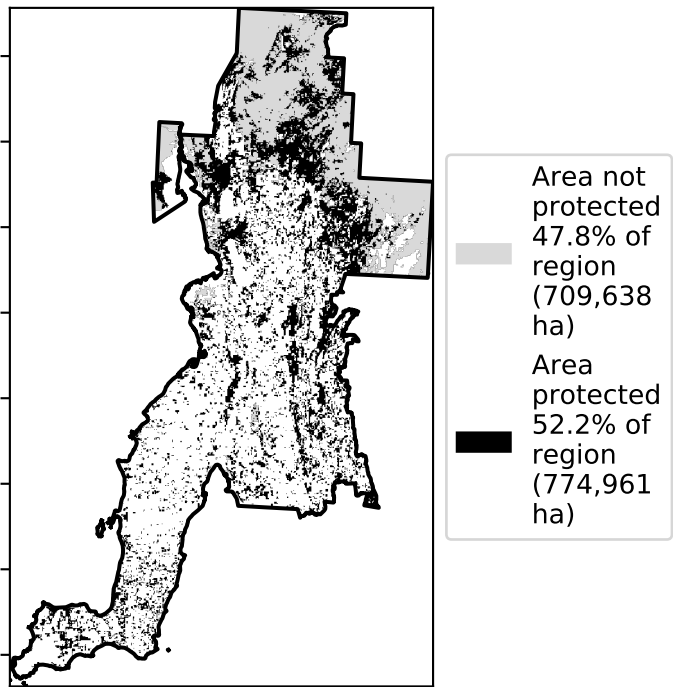 Area not
protected
47.8% of
region
(709,638
ha)
Area
protected
52.2% of
region
(774,961
ha)